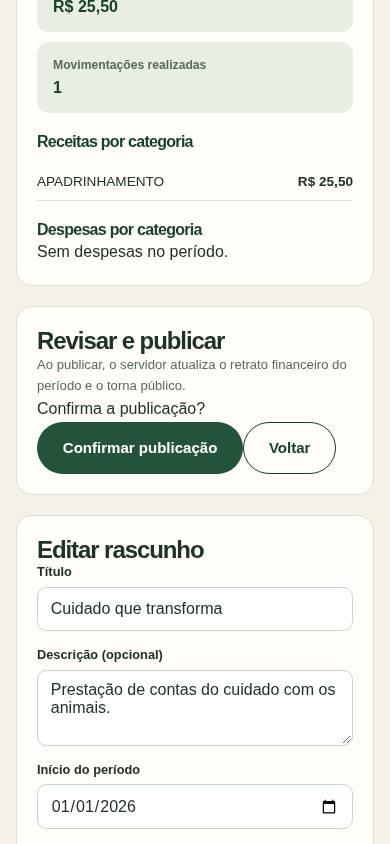 R$ 25,50
Movimentações realizadas
1
Receitas por categoria
APADRINHAMENTO R$ 25,50
Despesas por categoria
Sem despesas no período.
Revisar e publicar
Ao publicar, o servidor atualiza o retrato financeiro do
período e o torna público.
Confirma a publicação?
Confirmar publicação Voltar
Editar rascunho
Título
Cuidado que transforma
Descrição (opcional)
Prestação de contas do cuidado com os
animais.
Início do período
01/01/2026